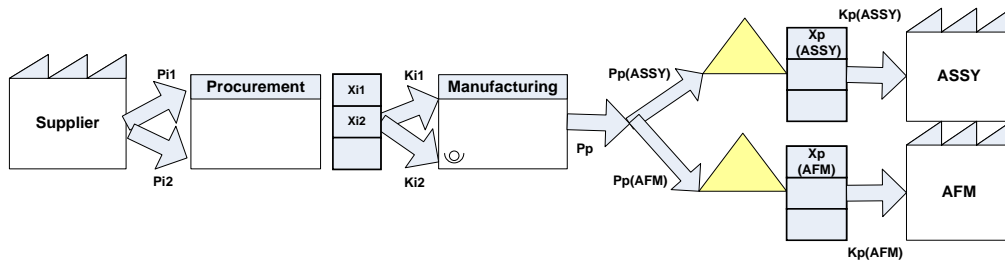 Supplier
Pi1
Pi2
Procurement
Xi1
Xi2
Ki1
Ki2
Manufacturing
Pp
Pp(ASSY)
Pp(AFM)
Xp
(ASSY)
Kp(ASSY)
ASSY
Xp
(AFM)
Kp(AFM)
AFM